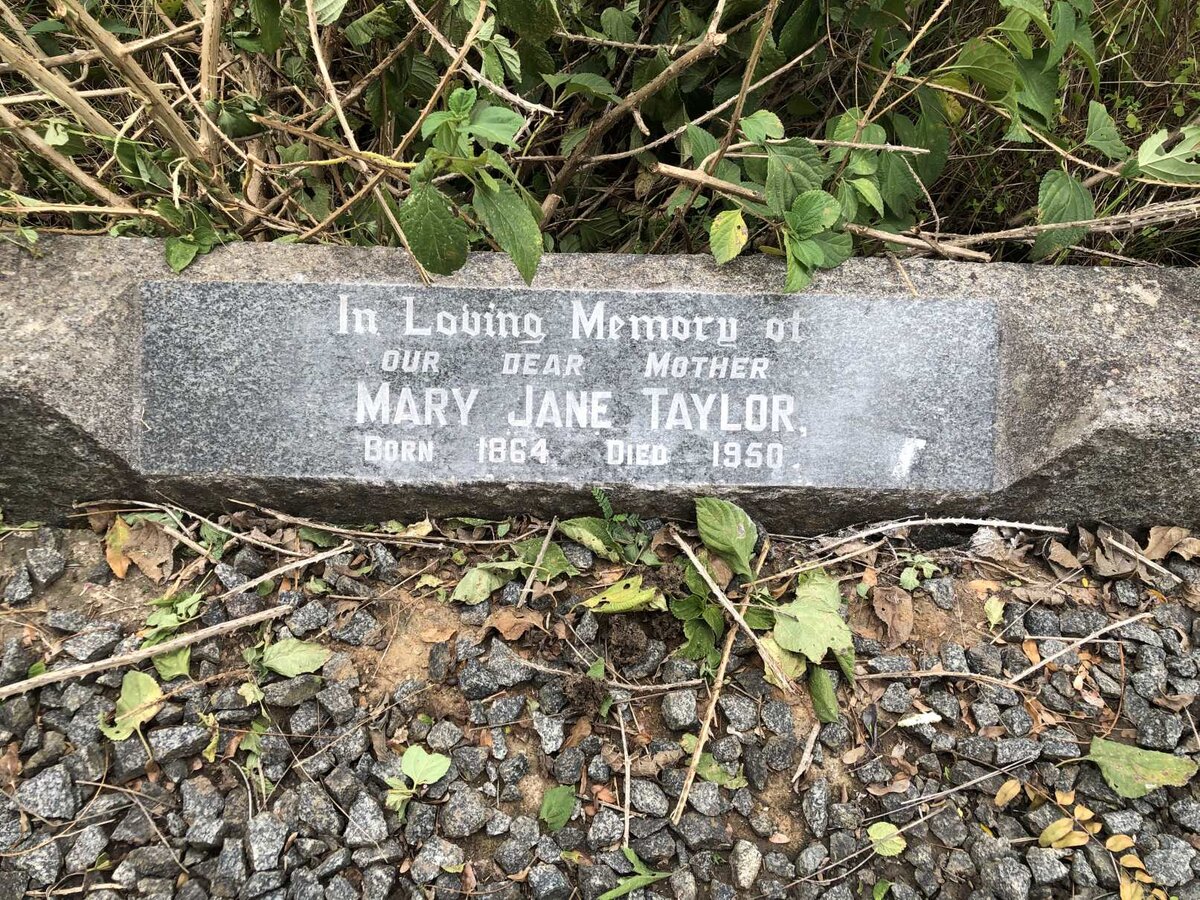 In Loving Memory of
OUR DEAR MOTHER
MARY JANE TAYLOR,
BORN 1864 DIED 1950.